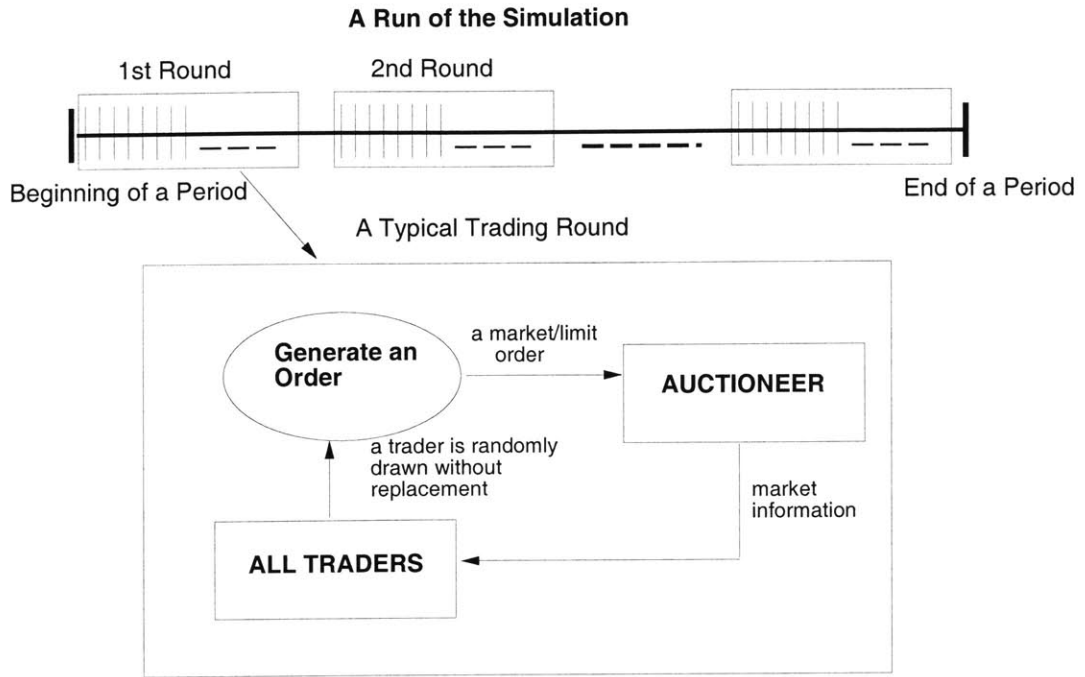 A Run of the Simulation
1st Round
2nd Round
Beginning of a Period
End of a Period
A Typical Trading Round
Generate an
Order
a market/limit
order
AUCTIONEER
a trader is randomly
drawn without
replacement
market
information
ALL TRADERS